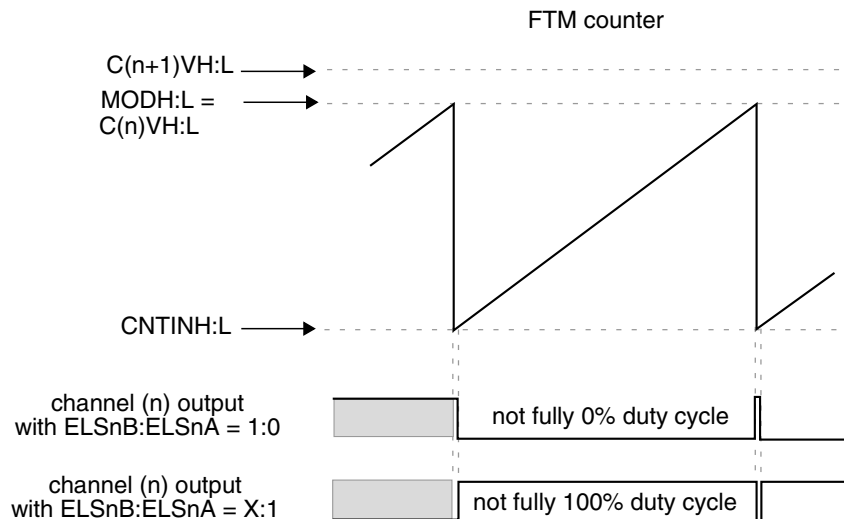 FTM counter
C(n+1)VH:L
MODH:L =
C(n)VH:L
CNTINH:L
channel (n) output
with ELSnB:ELSnA = 1:0
not fully 0% duty cycle
channel (n) output
with ELSnB:ELSnA = X:1
not fully 100% duty cycle